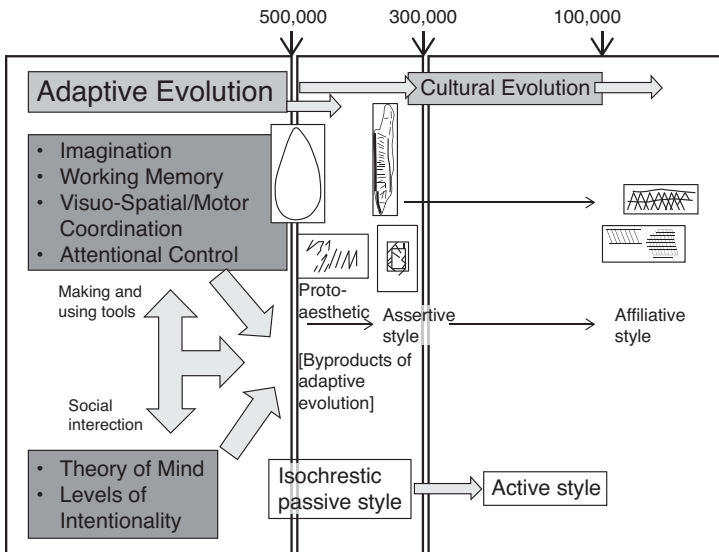 500,000
300,000
100,000
Adaptive Evolution
Cultural Evolution
• Imagination
• Working Memory
• Visuo-Spatial/Motor
Coordination
• Attentional Control
Making and
using tools
Proto-
aesthetic
Assertive
style
Affiliative
style
[Byproducts of
adaptive
evolution]
Social
interection
• Theory of Mind
• Levels of
Intentionality
Isochrestic
passive style
Active style